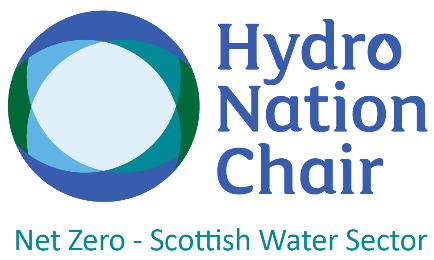 Hydro
Nation
Chair
Net Zero - Scottish Water Sector